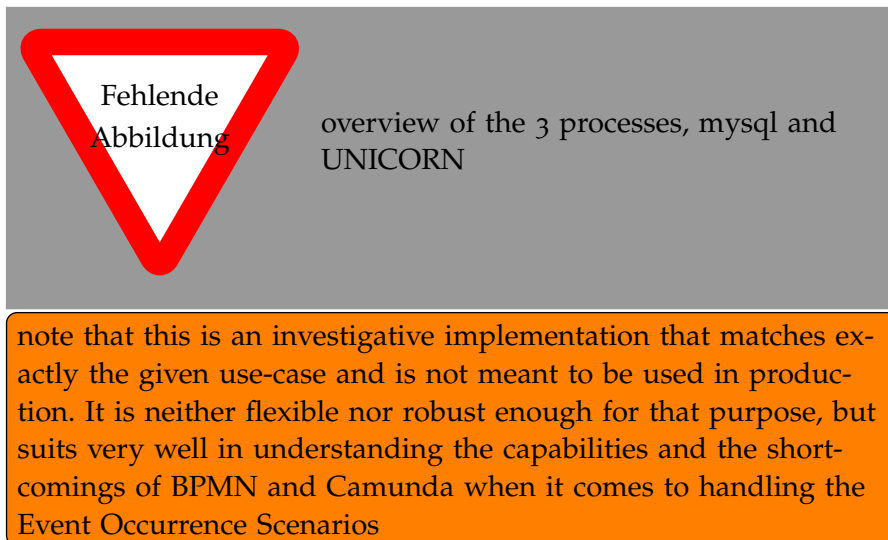 Fehlende
Abbildung
overview of the 3 processes, mysql and
UNICORN
note that this is an investigative implementation that matches ex-
actly the given use-case and is not meant to be used in produc-
tion. It is neither flexible nor robust enough for that purpose, but
suits very well in understanding the capabilities and the short-
comings of BPMN and Camunda when it comes to handling the
Event Occurrence Scenarios